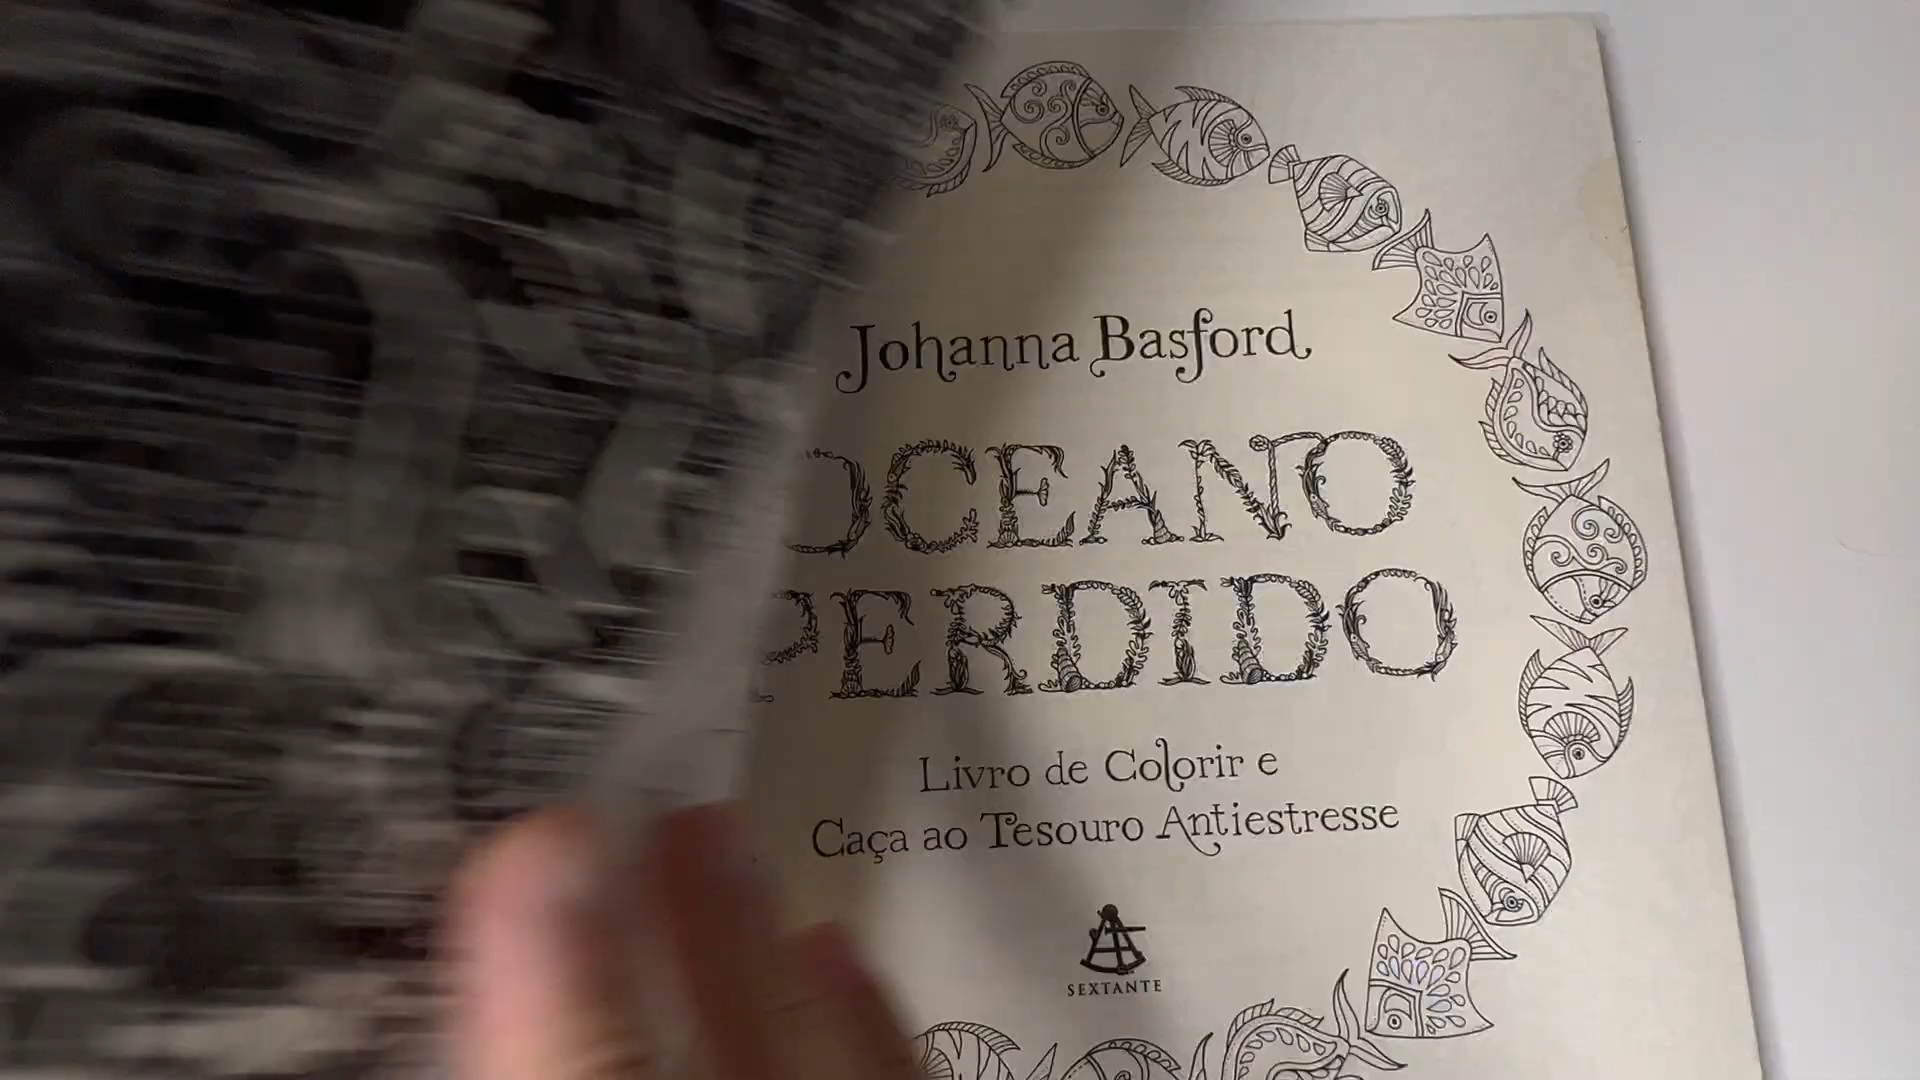 Johanna Basford
OCEANO
PERDIDO
Livro de Colorir e
Caça ao Tesouro Antiestresse
SEXTANTE